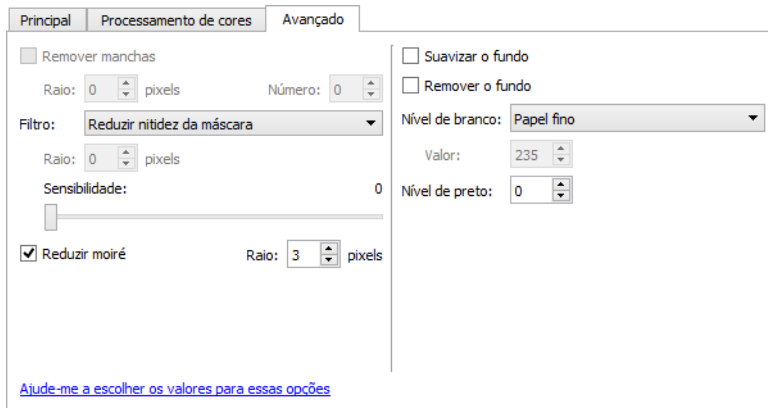 Principal Processamento de cores Avançado
Remover manchas
Raio: 0 pixels Número: 0
Filtro: Reduzir nitidez da máscara
Raio: 0 pixels
Sensibilidade: 0
Reduzir moiré Raio: 3 pixels
Ajude-me a escolher os valores para essas opções
Suavizar o fundo
Remover o fundo
Nível de branco: Papel fino
Valor: 235
Nível de preto: 0